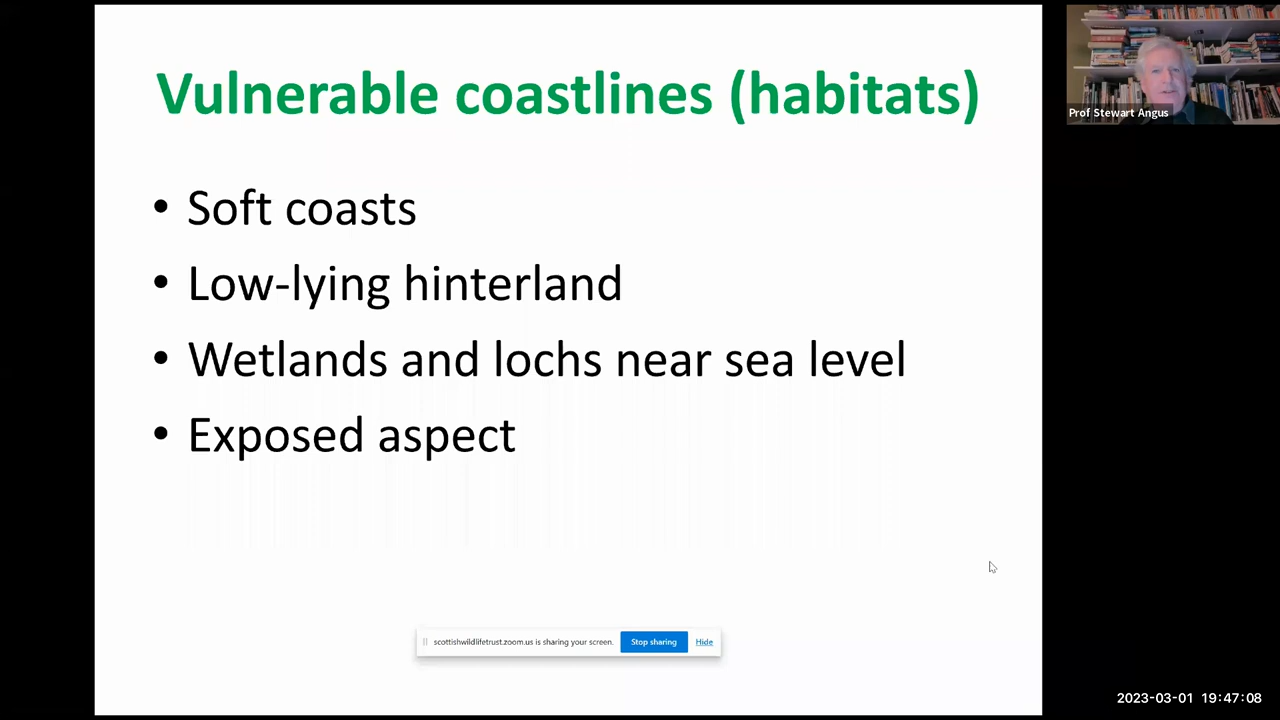 Vulnerable coastlines (habitats)
• Soft coasts
• Low-lying hinterland
• Wetlands and lochs near sea level
• Exposed aspect
scottishwildlifetrust.zoom.us is sharing your screen. Stop sharing Hide
Prof Stewart Angus
2023-03-01 19:47:08